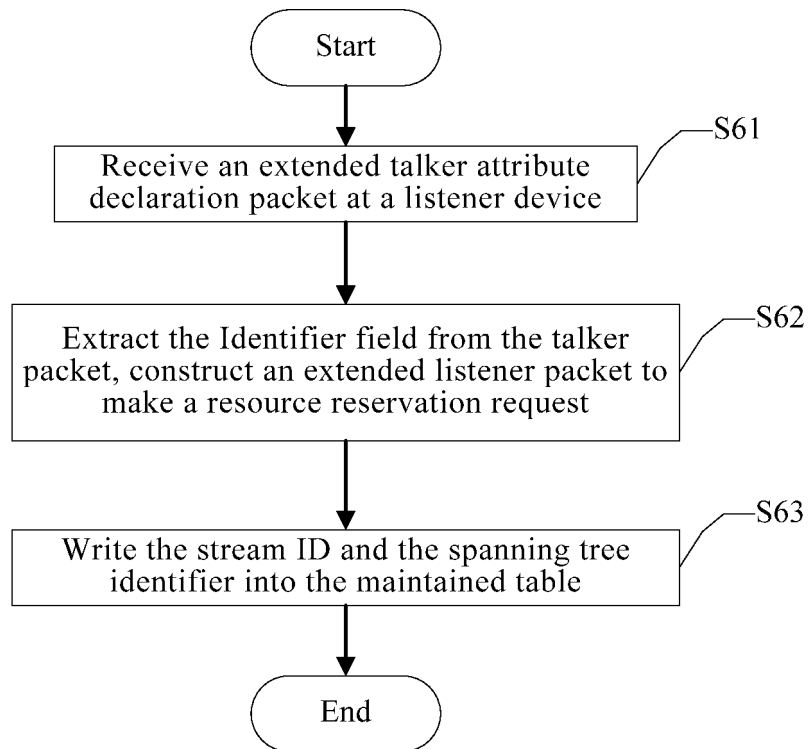 Start
S61
Receive an extended talker attribute
declaration packet at a listener device
S62
Extract the Identifier field from the talker
packet, construct an extended listener packet to
make a resource reservation request
S63
Write the stream ID and the spanning tree
identifier into the maintained table
End